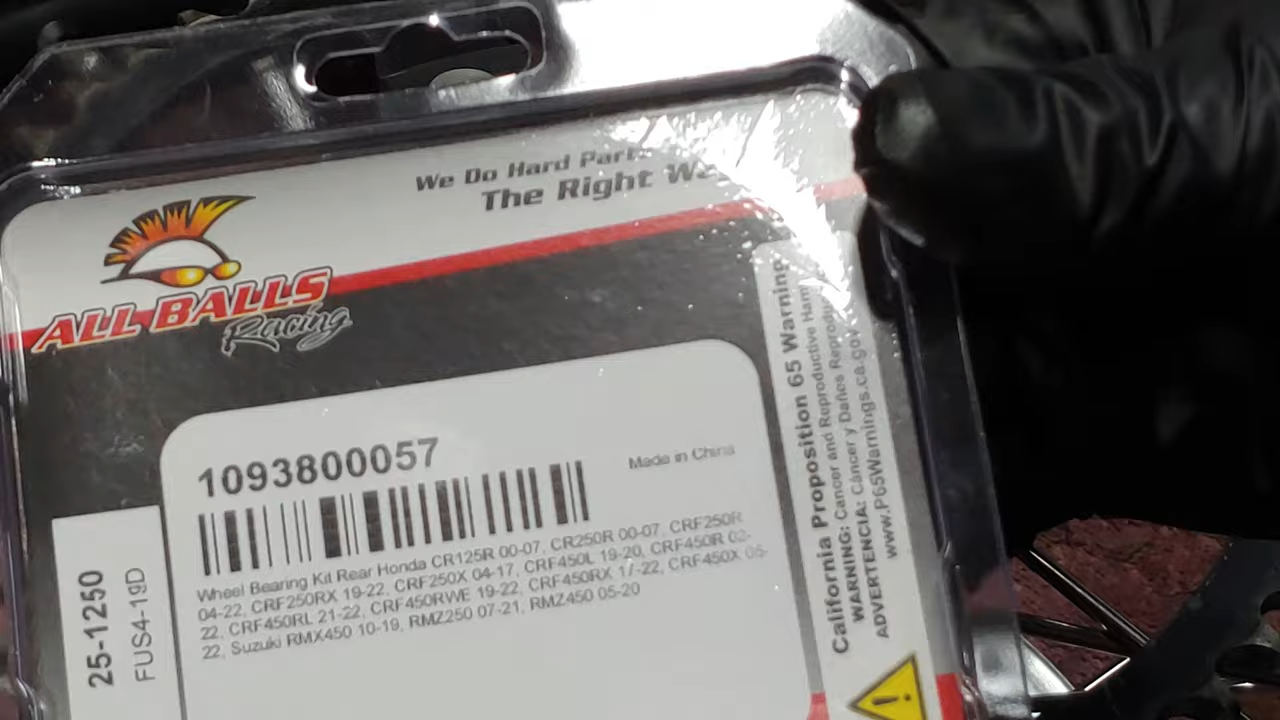 We Do Hard Parts
The Right Way
ALL BALLS
Racing
1093800057
Made in China
Wheel Bearing Kit Rear Honda CR125R 00-07, CR250R 00-07, CRF250R
04-22, CRF250RX 19-22, CRF250X 04-17, CRF450L 19-20, CRF450R 02-
22, CRF450RL 21-22, CRF450RWE 19-22, CRF450RX 17-22, CRF450X 05-
22, Suzuki RMX450 10-19, RMZ250 07-21, RMZ450 05-20
25-1250
FUS4-19D
California Proposition 65 Warning
WARNING: Cancer and Reproductive Harm
ADVERTENCIA: Cáncer y Daños
www.P65Warnings.ca.gov